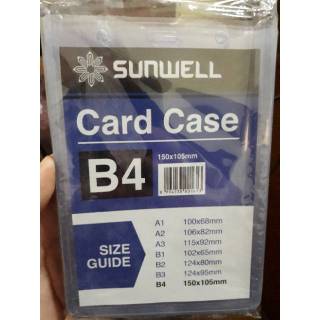 SUNWELL
Card Case
B4
150x105mm
SIZE
GUIDE
A1 100x68mm
A2 106x82mm
A3 115x92mm
B1 102x65mm
B2 124x80mm
B3 124x95mm
B4 150x105mm